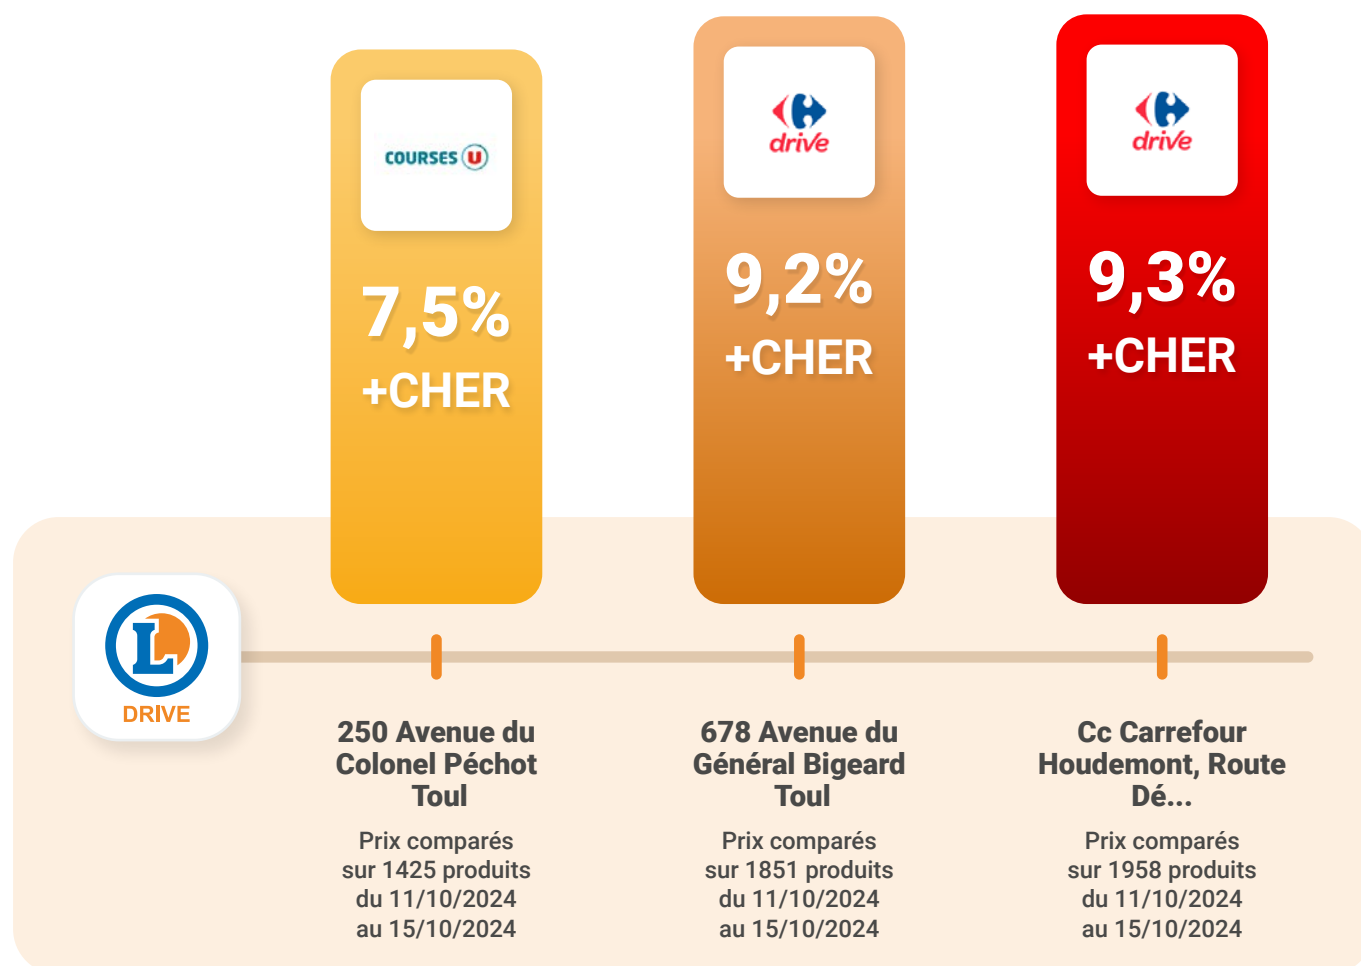 COURSES U
7,5%
+CHER
drive
9,2%
+CHER
drive
9,3%
+CHER
L
DRIVE
250 Avenue du
Colonel Péchot
Toul
Prix comparés
sur 1425 produits
du 11/10/2024
au 15/10/2024
678 Avenue du
Général Bigeard
Toul
Prix comparés
sur 1851 produits
du 11/10/2024
au 15/10/2024
Cc Carrefour
Houdemont, Route
Dé...
Prix comparés
sur 1958 produits
du 11/10/2024
au 15/10/2024